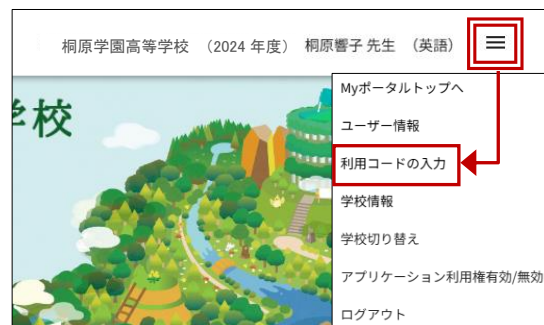 桐原学園高等学校 （2024 年度） 桐原響子 先生 （英語）
校
Myポータルトップへ
ユーザー情報
利用コードの入力
学校情報
学校切り替え
アプリケーション利用権有効/無効
ログアウト